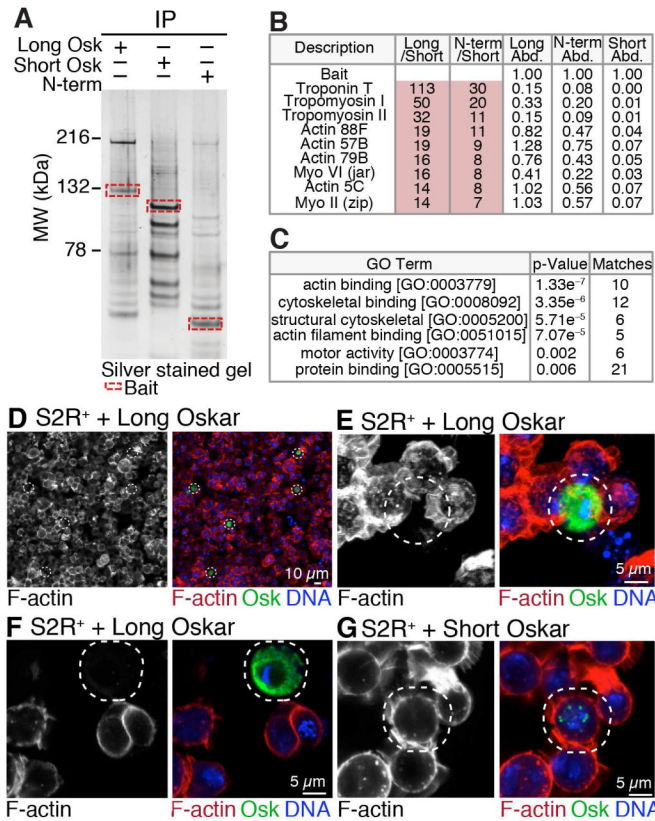 A
IP
Long Osk + – –
Short Osk – + –
N-term – – +
216
132
78
MW (kDa)
Silver stained gel
Bait
B
Description Long/Short N-term/Short Long Abd. N-term Abd. Short Abd.
Bait 1.00 1.00 1.00
Troponin T 113 30 0.15 0.08 0.00
Tropomyosin I 50 20 0.33 0.20 0.01
Tropomyosin II 32 11 0.15 0.09 0.01
Actin 88F 19 11 0.82 0.47 0.04
Actin 57B 19 9 1.28 0.75 0.07
Actin 79B 16 8 0.76 0.43 0.05
Myo VI (jar) 16 8 0.41 0.22 0.03
Actin 5C 14 8 1.02 0.56 0.07
Myo II (zip) 14 7 1.03 0.57 0.07
C
GO Term p-Value Matches
actin binding [GO:0003779] 1.33e⁻⁷ 10
cytoskeletal binding [GO:0008092] 3.35e⁻⁶ 12
structural cytoskeletal [GO:0005200] 5.71e⁻⁵ 6
actin filament binding [GO:0051015] 7.07e⁻⁵ 5
motor activity [GO:0003774] 0.002 6
protein binding [GO:0005515] 0.006 21
D S2R⁺ + Long Oskar
10 µm
F-actin F-actin Osk DNA
E S2R⁺ + Long Oskar
5 µm
F-actin F-actin Osk DNA
F S2R⁺ + Long Oskar
5 µm
F-actin F-actin Osk DNA
G S2R⁺ + Short Oskar
5 µm
F-actin F-actin Osk DNA